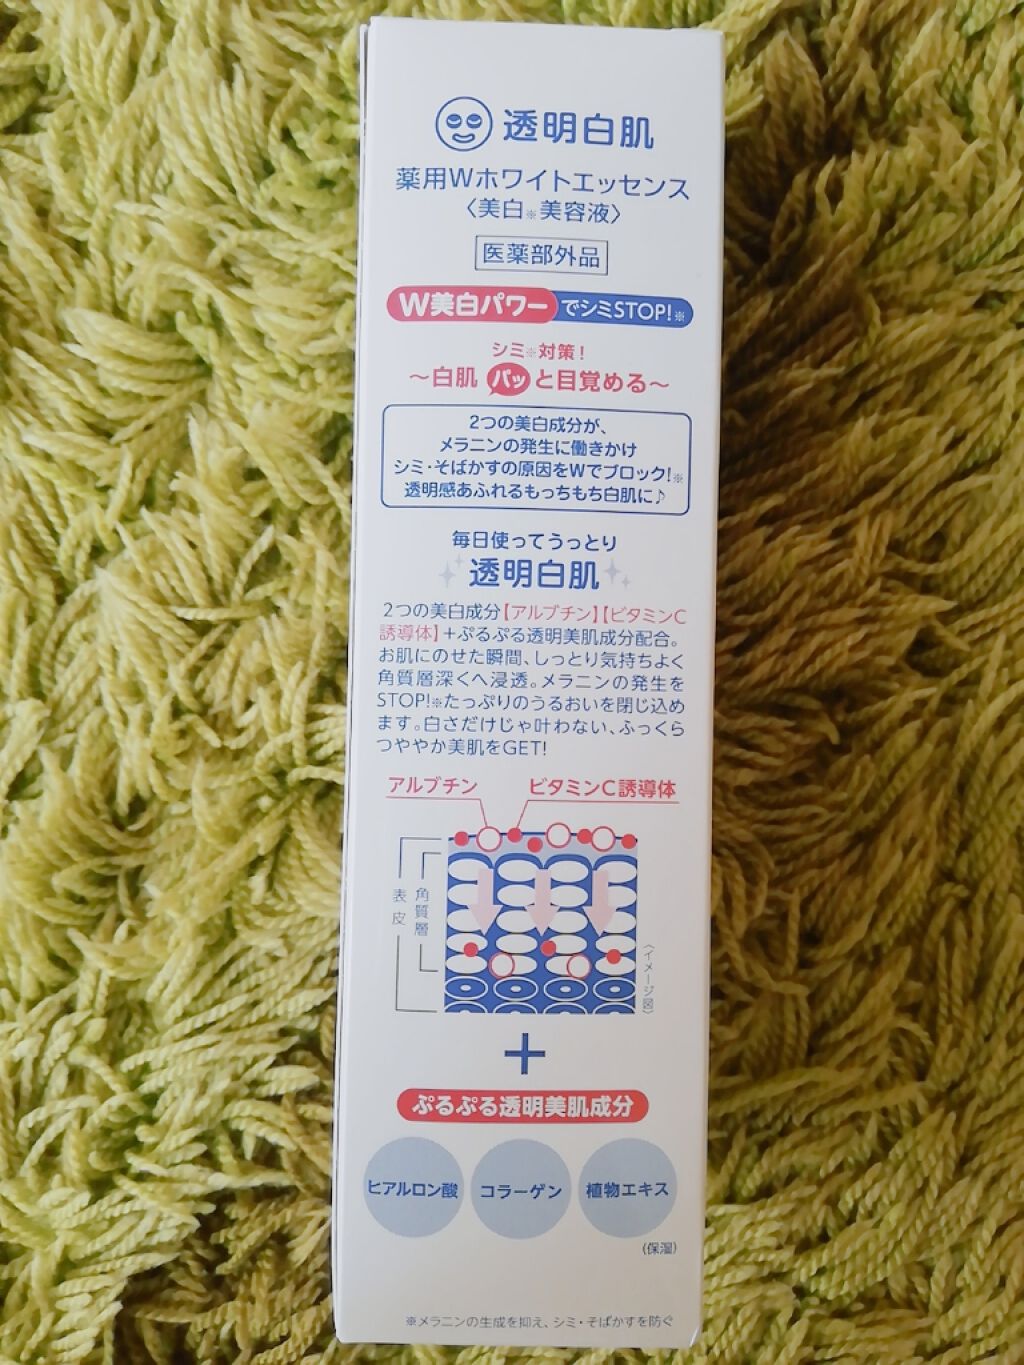 透明白肌
薬用Wホワイトエッセンス
〈美白※美容液〉
医薬部外品
W美白パワーでシミSTOP!※
シミ※対策!
〜白肌パッと目覚める〜
2つの美白成分が、
メラニンの発生に働きかけ
シミ・そばかすの原因をWでブロック!※
透明感あふれるもっちもち白肌に♪
毎日使ってうっとり
透明白肌
2つの美白成分【アルブチン】【ビタミンC
誘導体】+ぷるぷる透明美肌成分配合。
お肌にのせた瞬間、しっとり気持ちよく
角質層深くへ浸透。メラニンの発生を
STOP!※たっぷりのうるおいを閉じ込め
ます。白さだけじゃ叶わない、ふっくら
つややか美肌をGET!
アルブチン
ビタミンC誘導体
表皮
角質層
〈イメージ図〉
+
ぷるぷる透明美肌成分
ヒアルロン酸
コラーゲン
植物エキス
(保湿)
※メラニンの生成を抑え、シミ・そばかすを防ぐ